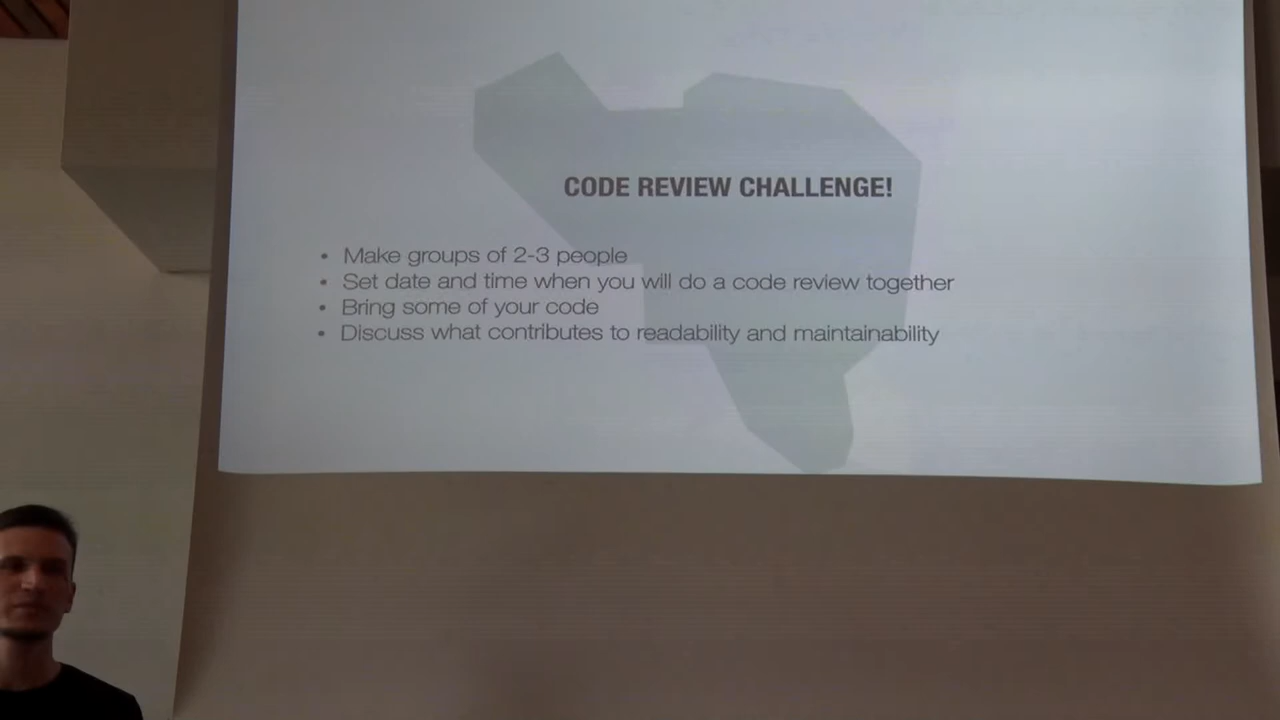 CODE REVIEW CHALLENGE!
• Make groups of 2-3 people
• Set date and time when you will do a code review together
• Bring some of your code
• Discuss what contributes to readability and maintainability